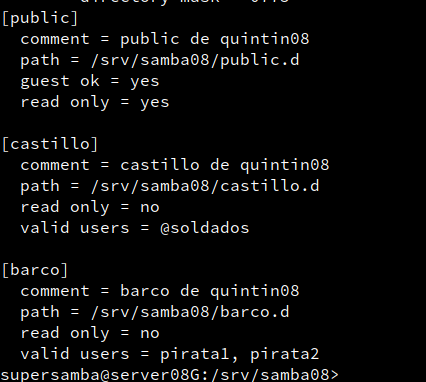 [public]
comment = public de quintin08
path = /srv/samba08/public.d
guest ok = yes
read only = yes
[castillo]
comment = castillo de quintin08
path = /srv/samba08/castillo.d
read only = no
valid users = @soldados
[barco]
comment = barco de quintin08
path = /srv/samba08/barco.d
read only = no
valid users = pirata1, pirata2
supersamba@server08G:/srv/samba08>